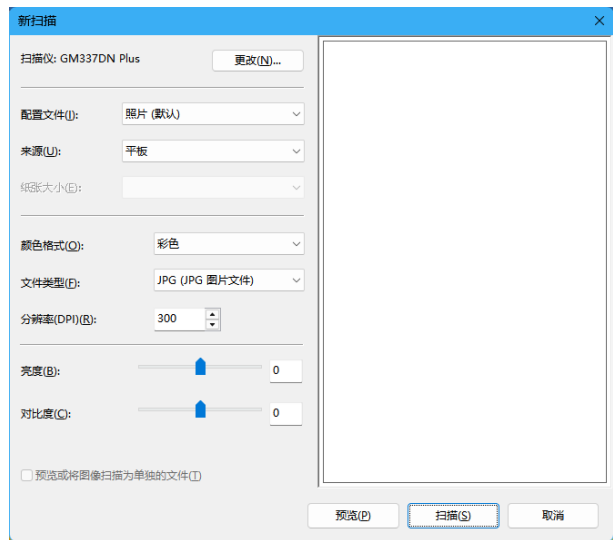 新扫描
扫描仪: GM337DN Plus
更改(N)...
配置文件(I):
照片 (默认)
来源(U):
平板
纸张大小(E):
颜色格式(O):
彩色
文件类型(F):
JPG (JPG 图片文件)
分辨率(DPI)(R):
300
亮度(B):
0
对比度(C):
0
预览或将图像扫描为单独的文件(T)
预览(P)
扫描(S)
取消